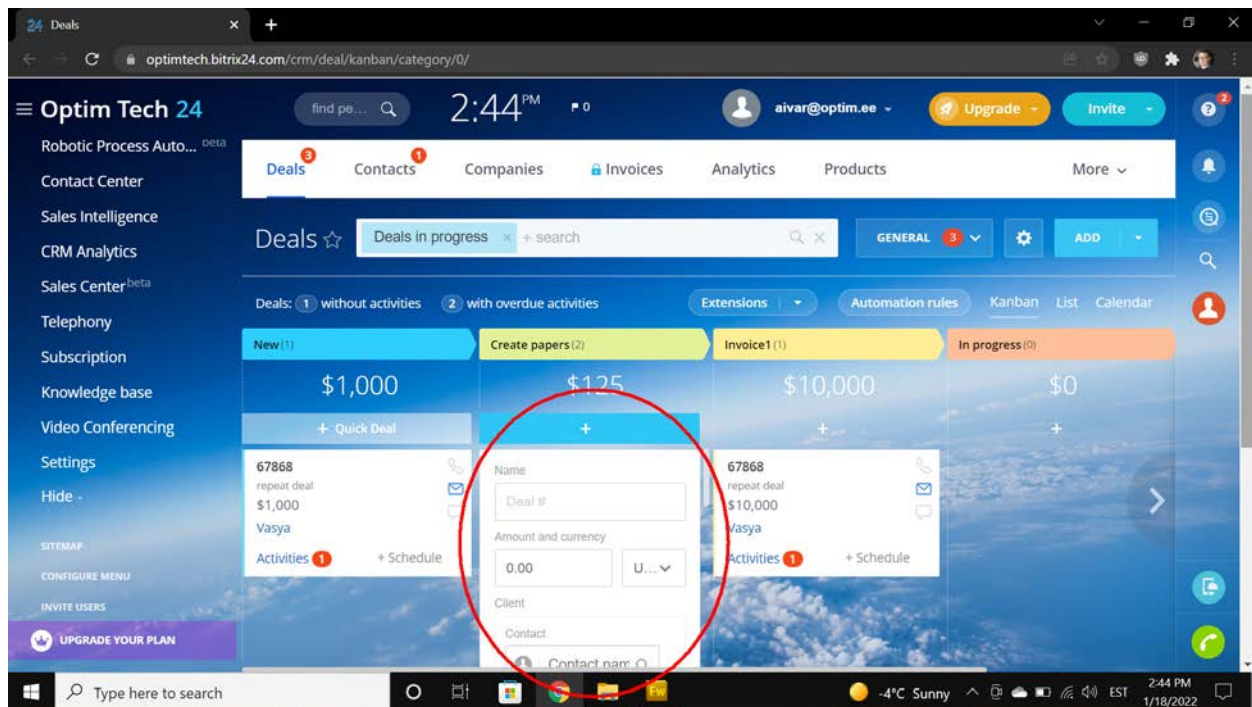 24 Deals
optimtech.bitrix24.com/crm/deal/kanban/category/0/
Optim Tech 24
find pe...
2:44 PM
0
aivar@optim.ee
Upgrade
Invite
2
Robotic Process Auto... beta
Contact Center
Sales Intelligence
CRM Analytics
Sales Center beta
Telephony
Subscription
Knowledge base
Video Conferencing
Settings
Hide -
SITEMAP
CONFIGURE MENU
INVITE USERS
UPGRADE YOUR PLAN
Deals 3 Contacts 1 Companies Invoices Analytics Products More
Deals Deals in progress × + search GENERAL 3 ADD
Deals: 1 without activities 2 with overdue activities Extensions Automation rules Kanban List Calendar
New (1) Create papers (2) Invoice1 (1) In progress (0)
$1,000 $125 $10,000 $0
+ Quick Deal + + +
67868
repeat deal
$1,000
Vasya
Activities 1 + Schedule
Name
Deal #
Amount and currency
0.00 U...
Client
Contact
Contact nam
67868
repeat deal
$10,000
Vasya
Activities 1 + Schedule
Type here to search
FW
-4°C Sunny
EST
2:44 PM
1/18/2022